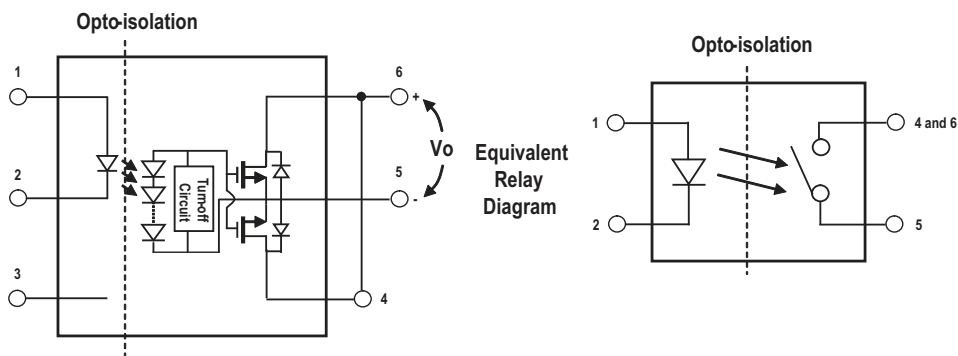 Opto-isolation
1
2
3
Turn-off
Circuit
6
+
Vo
5
-
4
Equivalent
Relay
Diagram
Opto-isolation
1
2
4 and 6
5